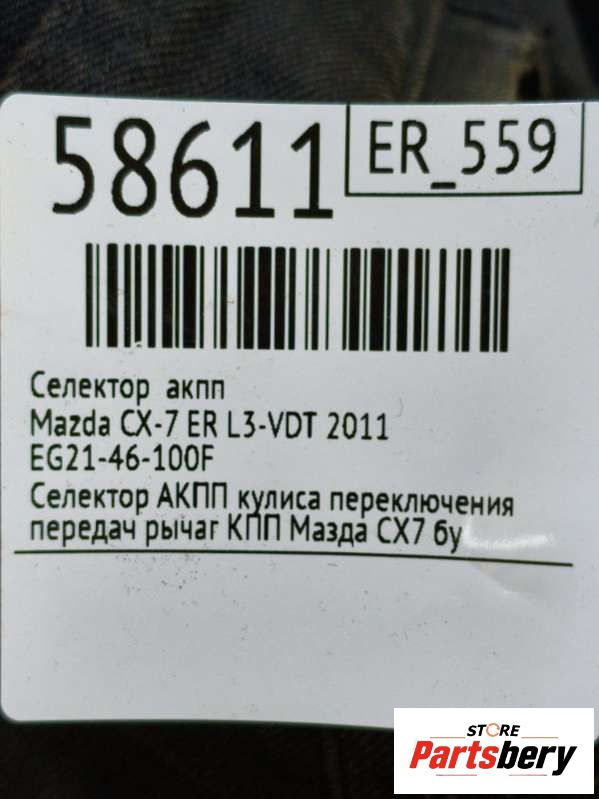 58611
ER_559
Селектор акпп
Mazda CX-7 ER L3-VDT 2011
EG21-46-100F
Селектор АКПП кулиса переключения
передач рычаг КПП Мазда СХ7 бу
STORE
Partsbery